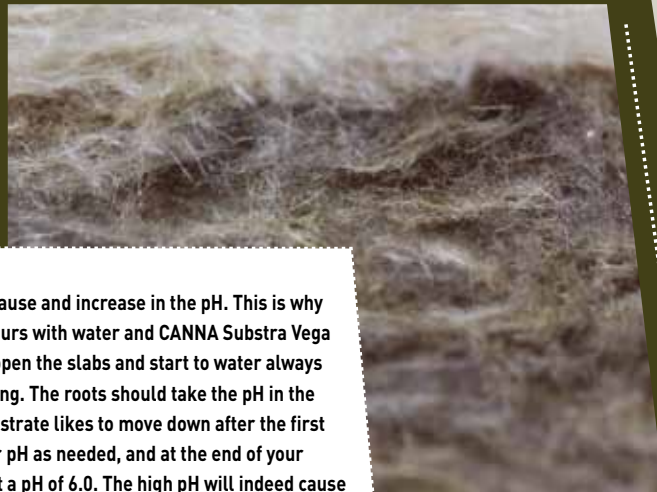 ause and increase in the pH. This is why
urs with water and CANNA Substra Vega
pen the slabs and start to water always
ng. The roots should take the pH in the
strate likes to move down after the first
pH as needed, and at the end of your
t a pH of 6.0. The high pH will indeed cause